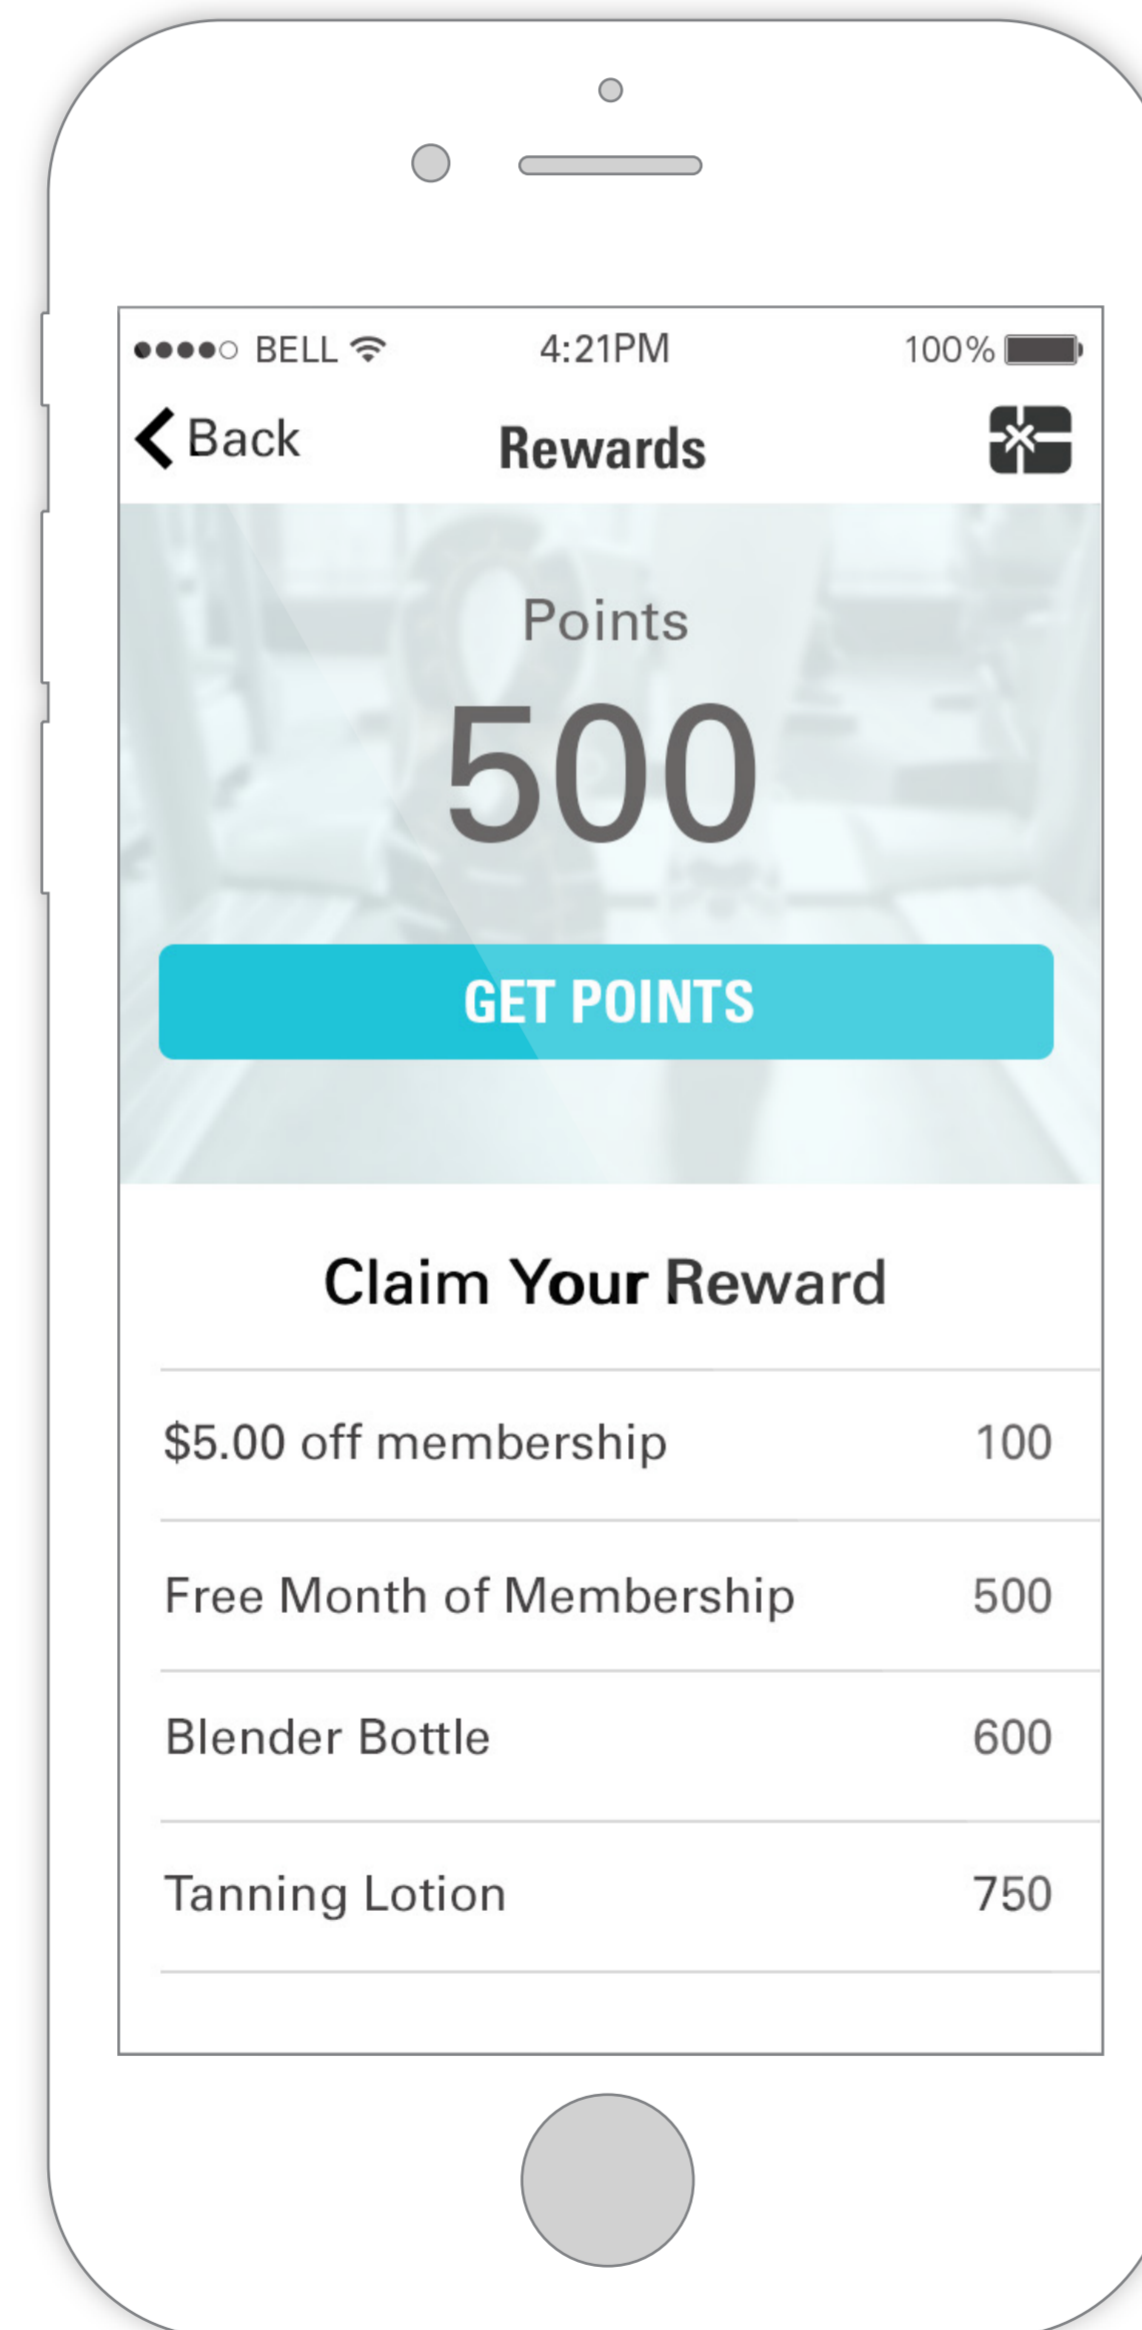 BELL 4:21PM 100%
Back Rewards
Points
500
GET POINTS
Claim Your Reward
$5.00 off membership 100
Free Month of Membership 500
Blender Bottle 600
Tanning Lotion 750